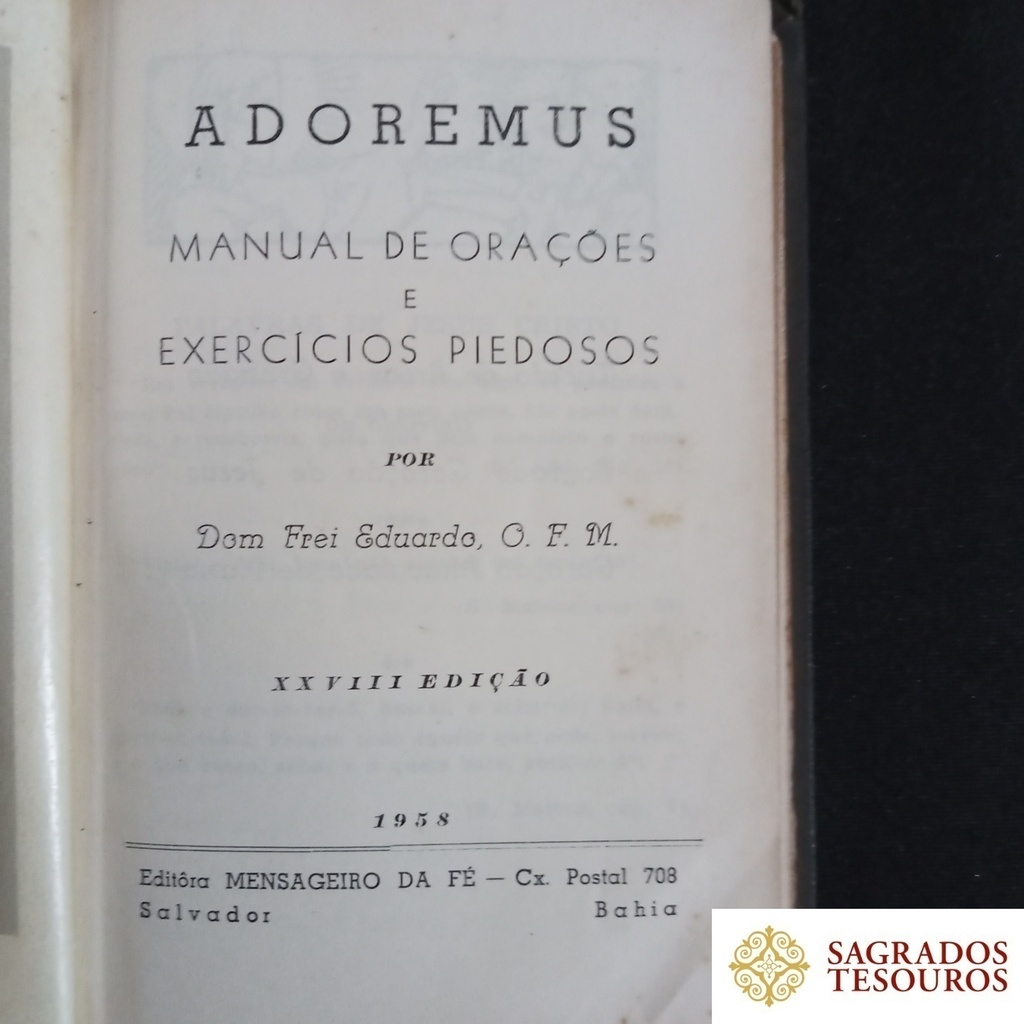 ADOREMUS
MANUAL DE ORAÇÕES
E
EXERCÍCIOS PIEDOSOS
POR
Dom Frei Eduardo, O. F. M.
XXVIII EDIÇÃO
1958
Editôra MENSAGEIRO DA FÉ — Cx. Postal 708
Salvador Bahia
SAGRADOS
TESOUROS